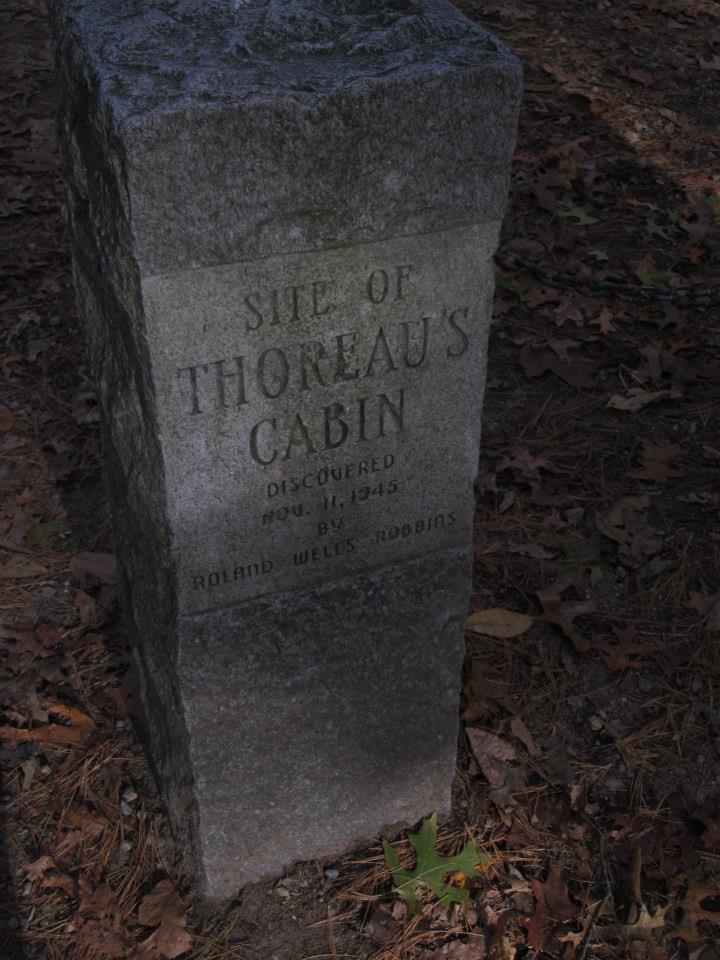 SITE OF
THOREAU'S
CABIN
DISCOVERED
NOV. 11, 1945
BY
ROLAND WELLS ROBBINS